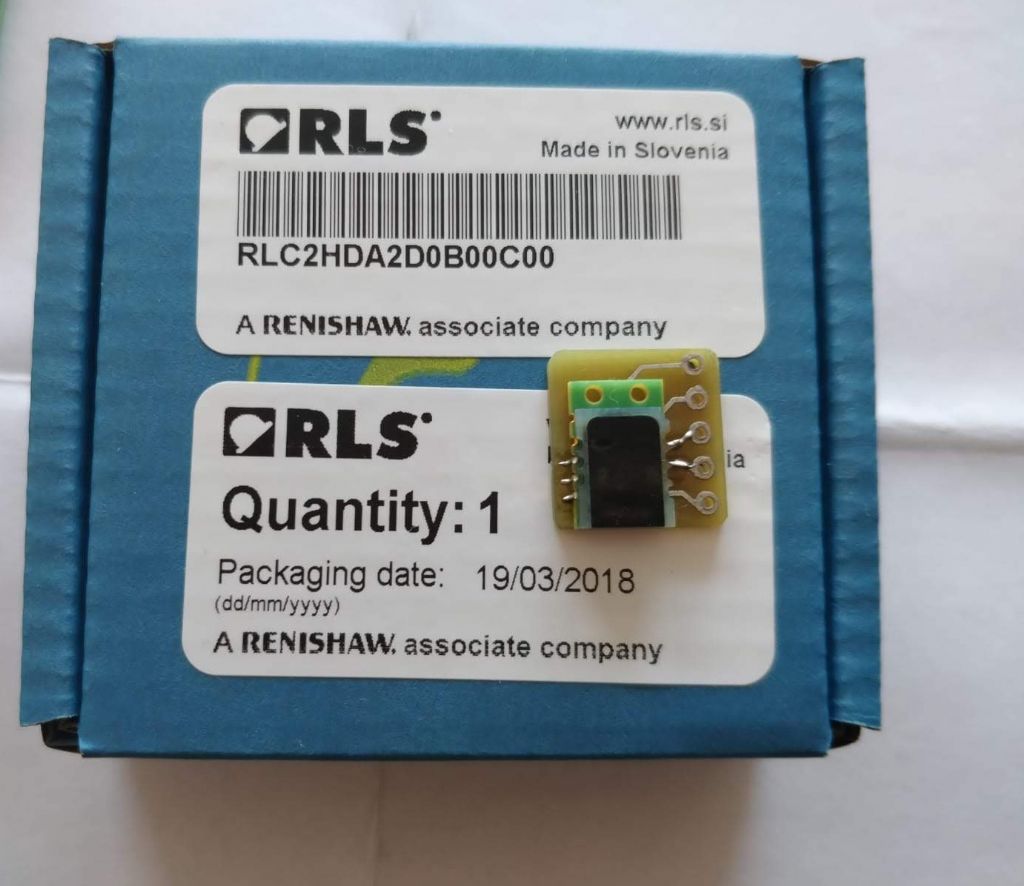 RLS
www.rls.si
Made in Slovenia
RLC2HDA2D0B00C00
A RENISHAW. associate company
RLS
ia
Quantity: 1
Packaging date: 19/03/2018
(dd/mm/yyyy)
A RENISHAW. associate company